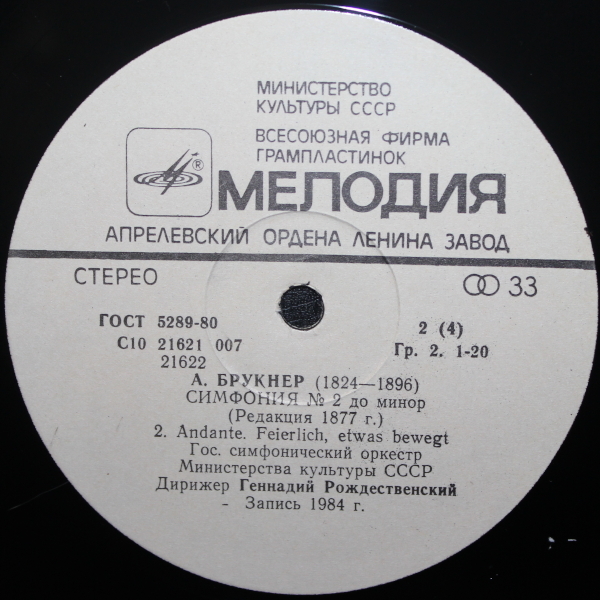 МИНИСТЕРСТВО
КУЛЬТУРЫ СССР
ВСЕСОЮЗНАЯ ФИРМА
ГРАМПЛАСТИНОК
® МЕЛОДИЯ
АПРЕЛЕВСКИЙ ОРДЕНА ЛЕНИНА ЗАВОД
СТЕРЕО 33
ГОСТ 5289-80 2 (4)
С10 21621 007 Гр. 2. 1-20
21622
А. БРУКНЕР (1824—1896)
СИМФОНИЯ № 2 до минор
(Редакция 1877 г.)
2. Andante. Feierlich, etwas bewegt
Гос. симфонический оркестр
Министерства культуры СССР
Дирижер Геннадий Рождественский
- Запись 1984 г.